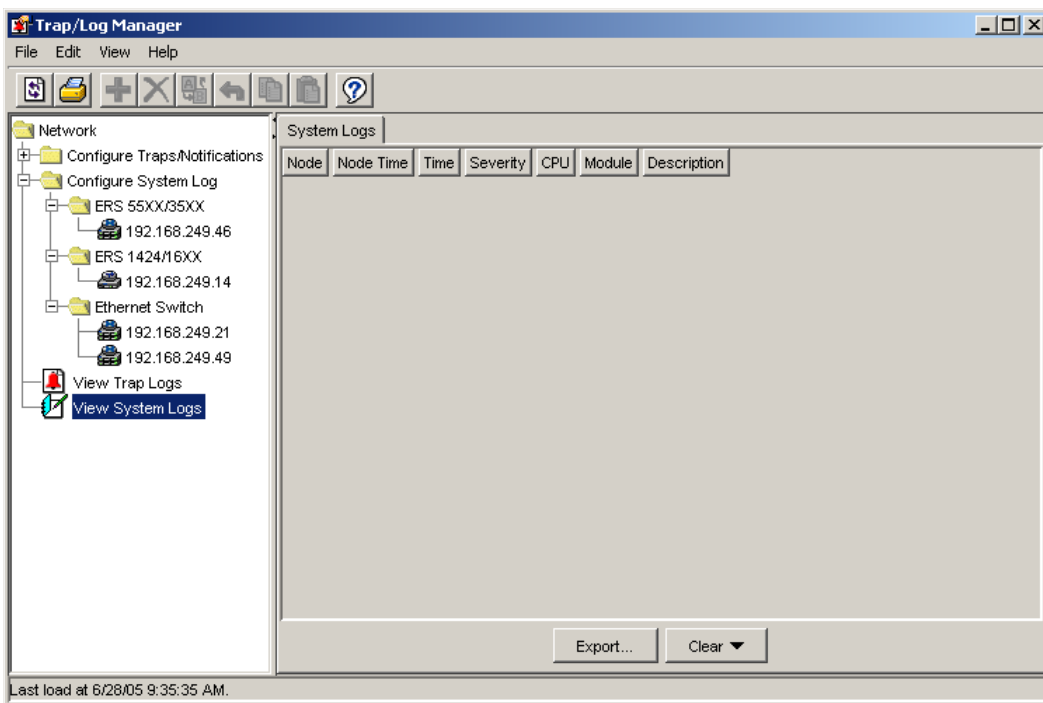 Trap/Log Manager
File Edit View Help
Network
Configure Traps/Notifications
Configure System Log
ERS 55XX/35XX
192.168.249.46
ERS 1424/16XX
192.168.249.14
Ethernet Switch
192.168.249.21
192.168.249.49
View Trap Logs
View System Logs
System Logs
Node Node Time Time Severity CPU Module Description
Export... Clear
Last load at 6/28/05 9:35:35 AM.